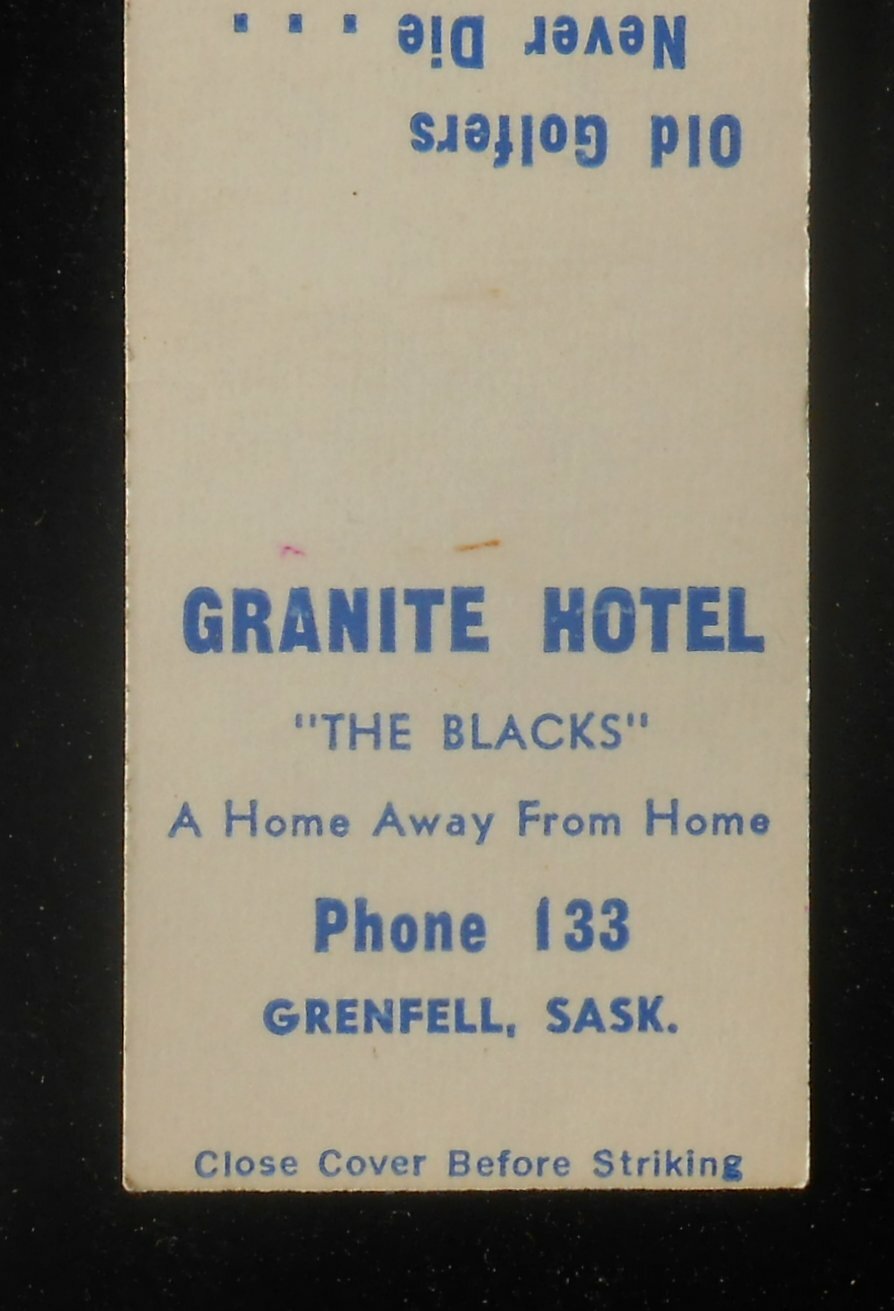 Old Golfers
Never Die . . .
GRANITE HOTEL
"THE BLACKS"
A Home Away From Home
Phone 133
GRENFELL, SASK.
Close Cover Before Striking